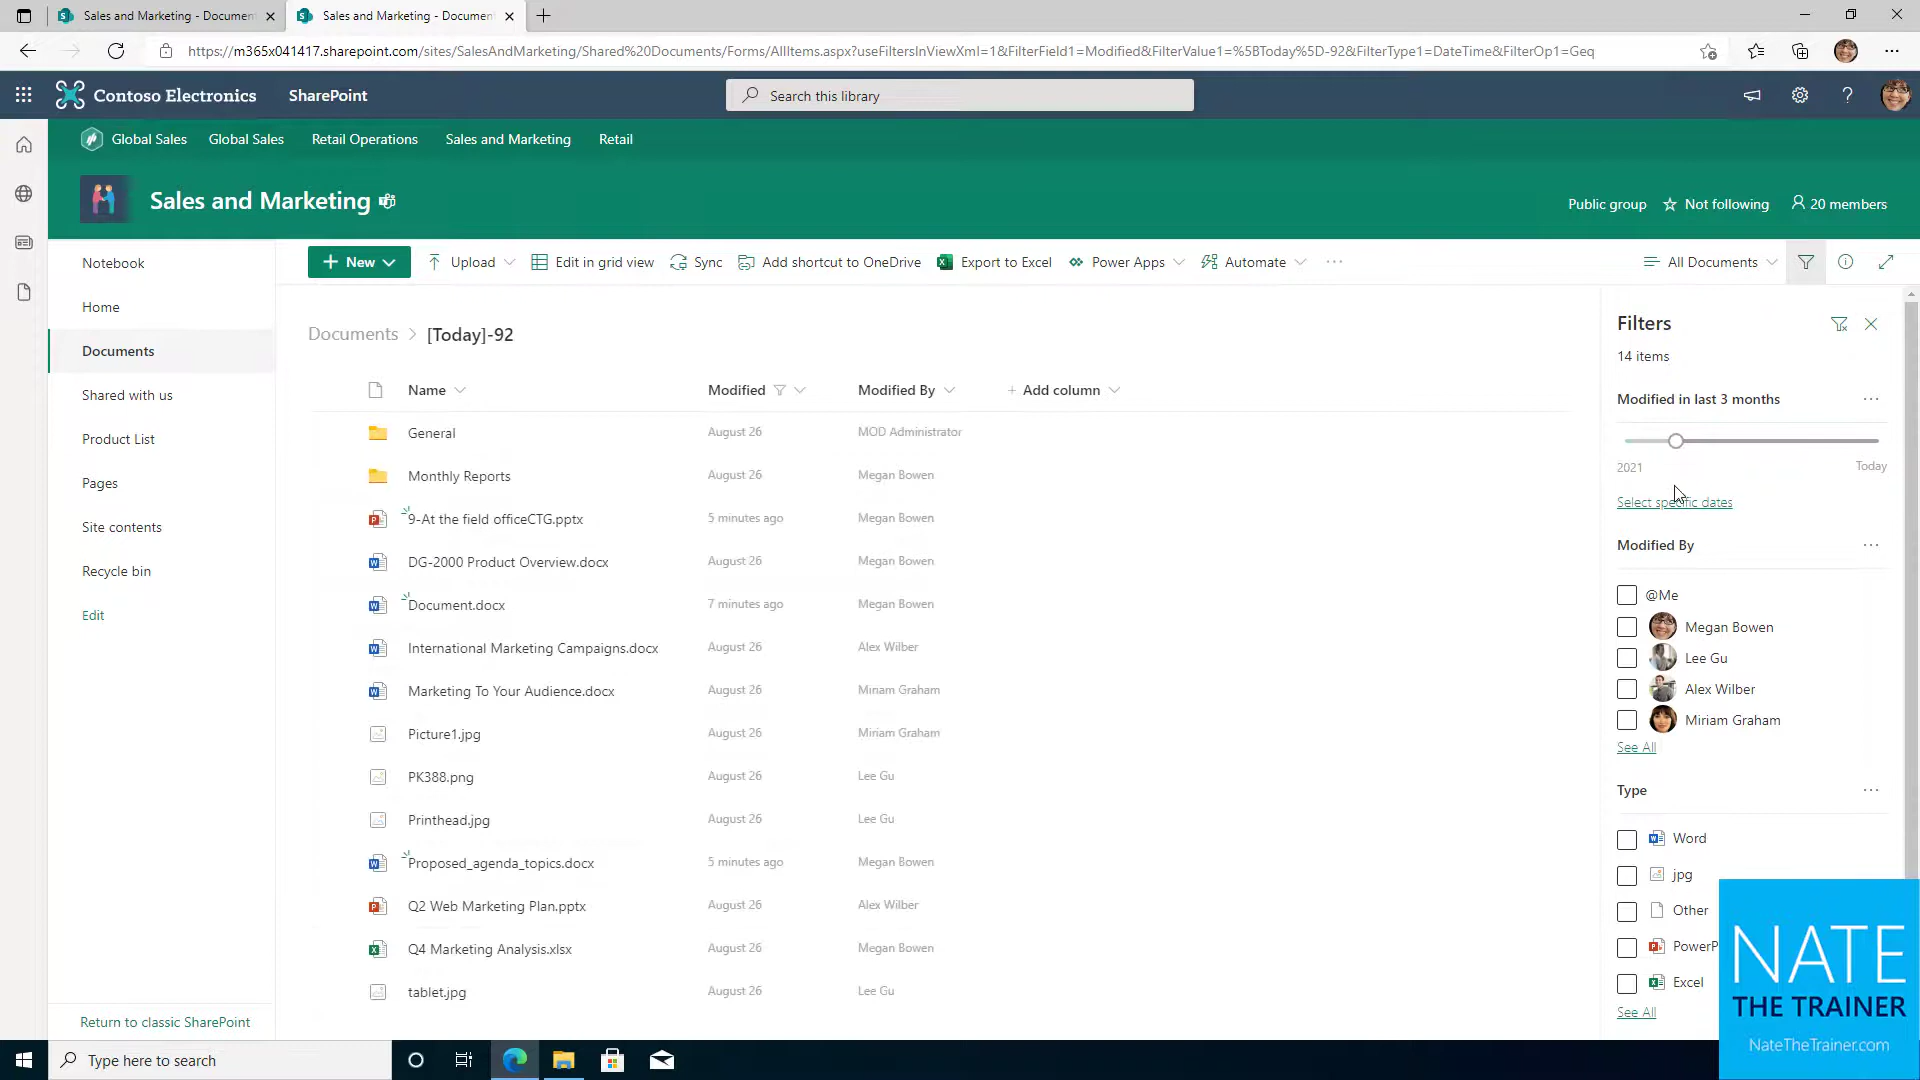 Sales and Marketing - Documen
Sales and Marketing - Documen
https://m365x041417.sharepoint.com/sites/SalesAndMarketing/Shared%20Documents/Forms/AllItems.aspx?useFiltersInViewXml=1&FilterField1=Modified&FilterValue1=%5BToday%5D-92&FilterType1=DateTime&FilterOp1=Geq
Contoso Electronics SharePoint Search this library
Global Sales Global Sales Retail Operations Sales and Marketing Retail
Sales and Marketing
Public group Not following 20 members
Notebook
Home
Documents
Shared with us
Product List
Pages
Site contents
Recycle bin
Edit
Return to classic SharePoint
New Upload Edit in grid view Sync Add shortcut to OneDrive Export to Excel Power Apps Automate ... All Documents
Documents > [Today]-92
Name Modified Modified By + Add column
General August 26 MOD Administrator
Monthly Reports August 26 Megan Bowen
9-At the field officeCTG.pptx 5 minutes ago Megan Bowen
DG-2000 Product Overview.docx August 26 Megan Bowen
Document.docx 7 minutes ago Megan Bowen
International Marketing Campaigns.docx August 26 Alex Wilber
Marketing To Your Audience.docx August 26 Miriam Graham
Picture1.jpg August 26 Miriam Graham
PK388.png August 26 Lee Gu
Printhead.jpg August 26 Lee Gu
Proposed_agenda_topics.docx 5 minutes ago Megan Bowen
Q2 Web Marketing Plan.pptx August 26 Alex Wilber
Q4 Marketing Analysis.xlsx August 26 Megan Bowen
tablet.jpg August 26 Lee Gu
Filters
14 items
Modified in last 3 months ...
2021 Today
Select specific dates
Modified By ...
@Me
Megan Bowen
Lee Gu
Alex Wilber
Miriam Graham
See All
Type ...
Word
jpg
Other
PowerP
Excel
See All
NATE
THE TRAINER
NateTheTrainer.com
Type here to search